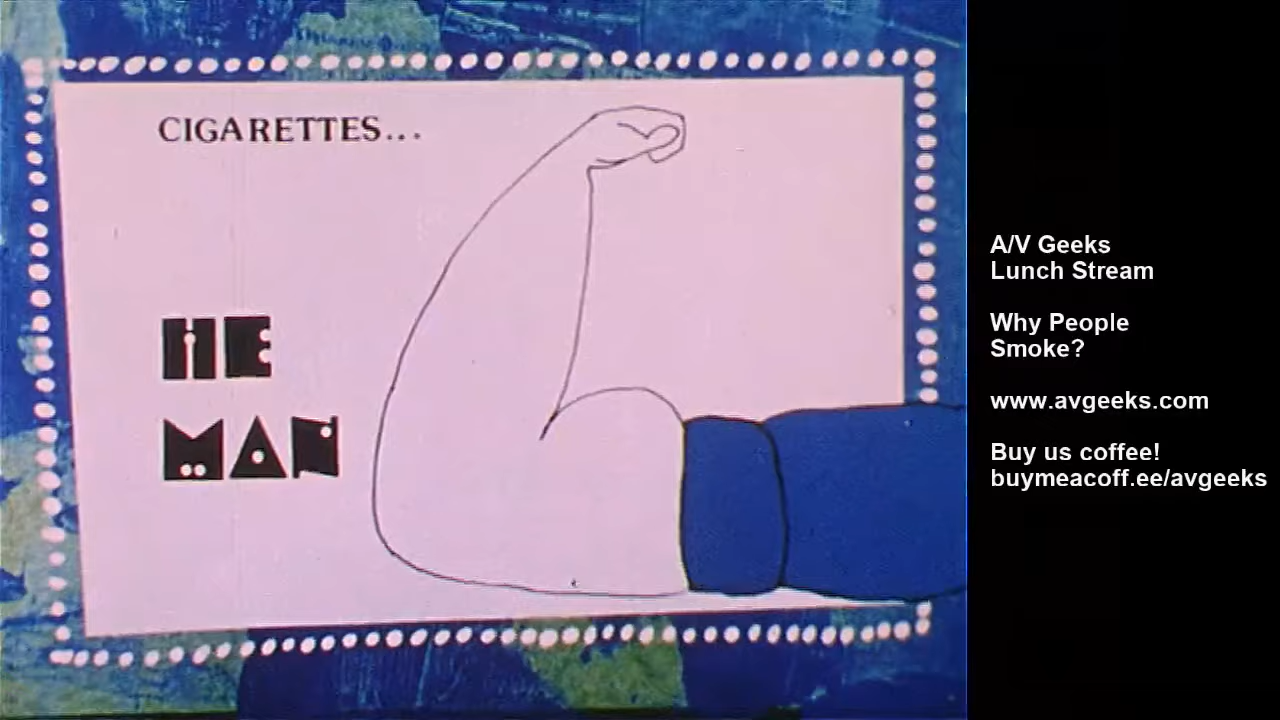 CIGARETTES...
HE
MAN
A/V Geeks
Lunch Stream
Why People
Smoke?
www.avgeeks.com
Buy us coffee!
buymeacoff.ee/avgeeks